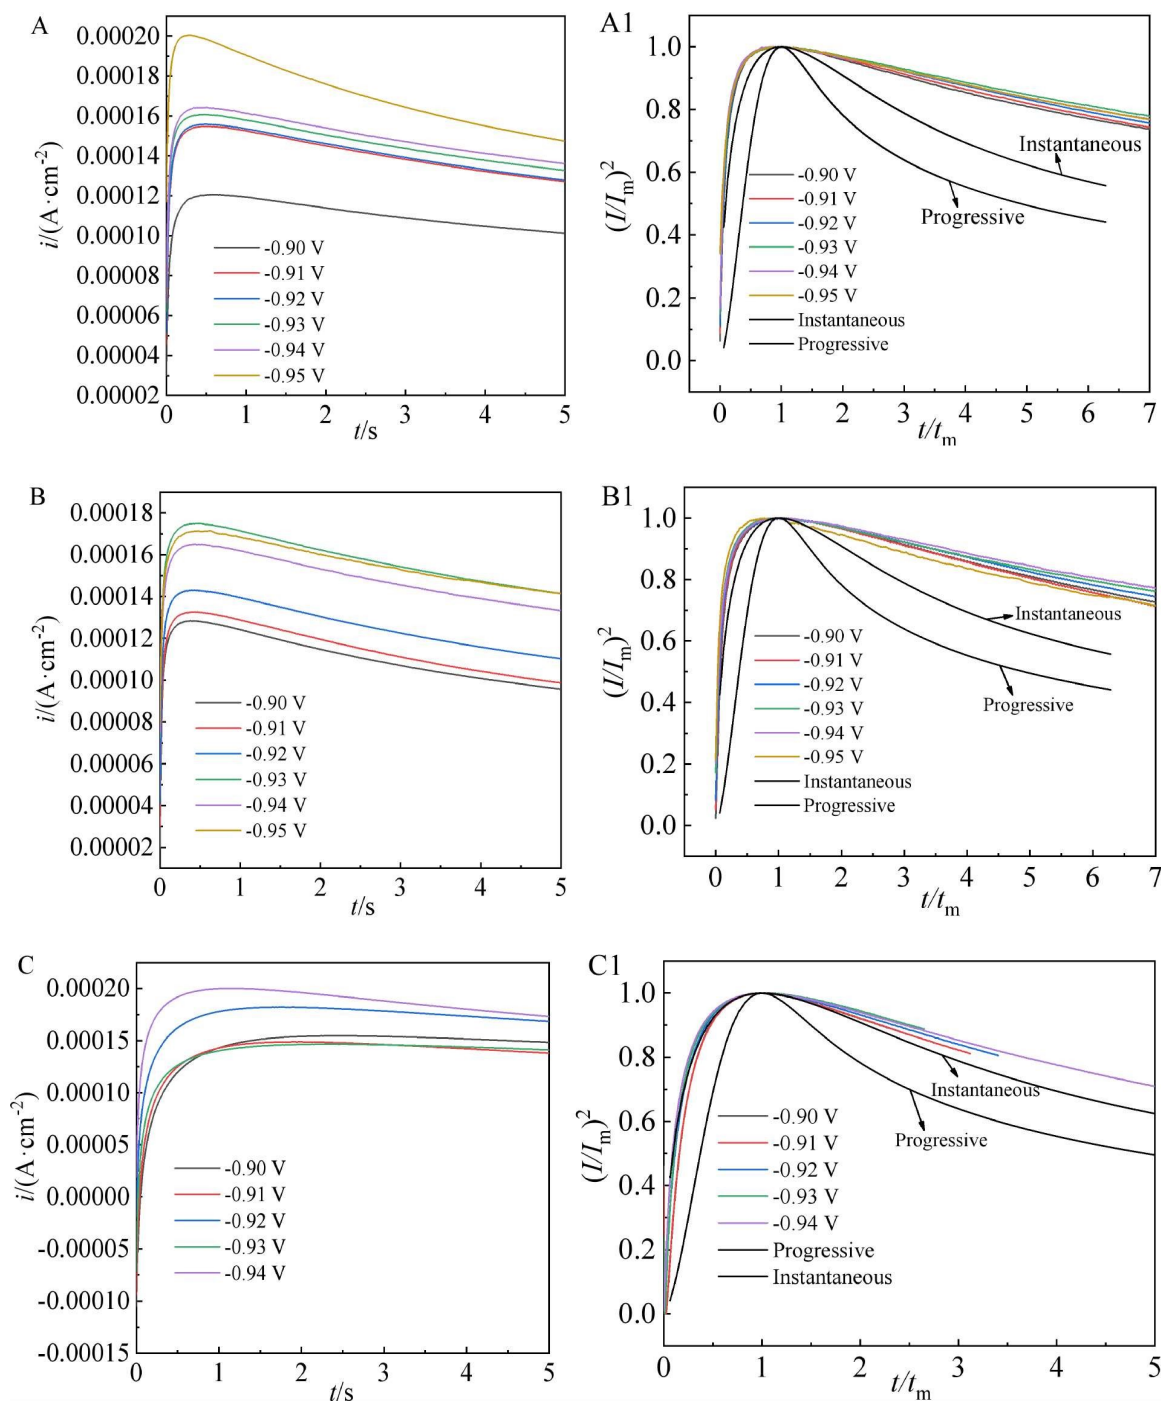 A
i/(A·cm⁻²)
0.00020
0.00018
0.00016
0.00014
0.00012
0.00010
0.00008
0.00006
0.00004
0.00002
-0.90 V
-0.91 V
-0.92 V
-0.93 V
-0.94 V
-0.95 V
0 1 2 3 4 5
t/s
A1
(I/Iₘ)²
1.0
0.8
0.6
0.4
0.2
0.0
Instantaneous
Progressive
-0.90 V
-0.91 V
-0.92 V
-0.93 V
-0.94 V
-0.95 V
Instantaneous
Progressive
0 1 2 3 4 5 6 7
t/tₘ
B
i/(A·cm⁻²)
0.00018
0.00016
0.00014
0.00012
0.00010
0.00008
0.00006
0.00004
0.00002
-0.90 V
-0.91 V
-0.92 V
-0.93 V
-0.94 V
-0.95 V
0 1 2 3 4 5
t/s
B1
(I/Iₘ)²
1.0
0.8
0.6
0.4
0.2
0.0
Instantaneous
Progressive
-0.90 V
-0.91 V
-0.92 V
-0.93 V
-0.94 V
-0.95 V
Instantaneous
Progressive
0 1 2 3 4 5 6 7
t/tₘ
C
i/(A·cm⁻²)
0.00020
0.00015
0.00010
0.00005
0.00000
-0.00005
-0.00010
-0.00015
-0.90 V
-0.91 V
-0.92 V
-0.93 V
-0.94 V
0 1 2 3 4 5
t/s
C1
(I/Iₘ)²
1.0
0.8
0.6
0.4
0.2
0.0
Instantaneous
Progressive
-0.90 V
-0.91 V
-0.92 V
-0.93 V
-0.94 V
Progressive
Instantaneous
0 1 2 3 4 5
t/tₘ